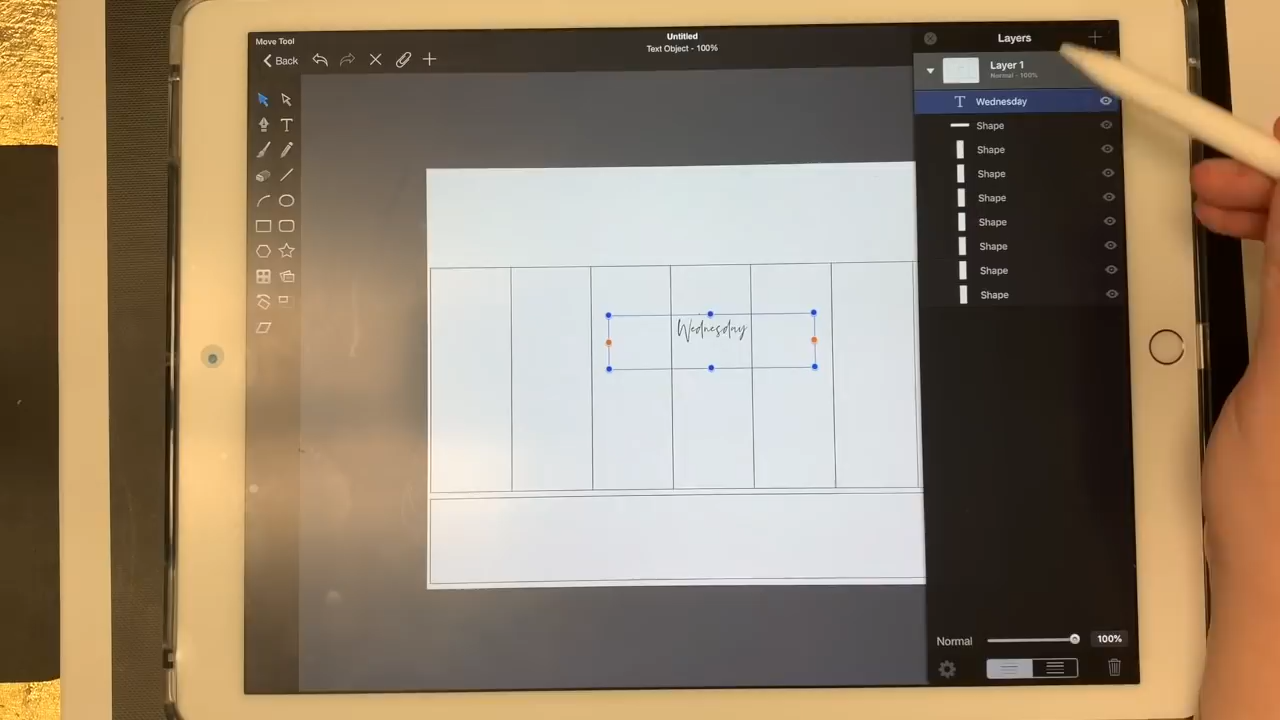 Move Tool
Back
Untitled
Text Object - 100%
Layers
Layer 1
Normal - 100%
T Wednesday
Shape
Shape
Shape
Shape
Shape
Shape
Shape
Shape
Wednesday
Normal
100%